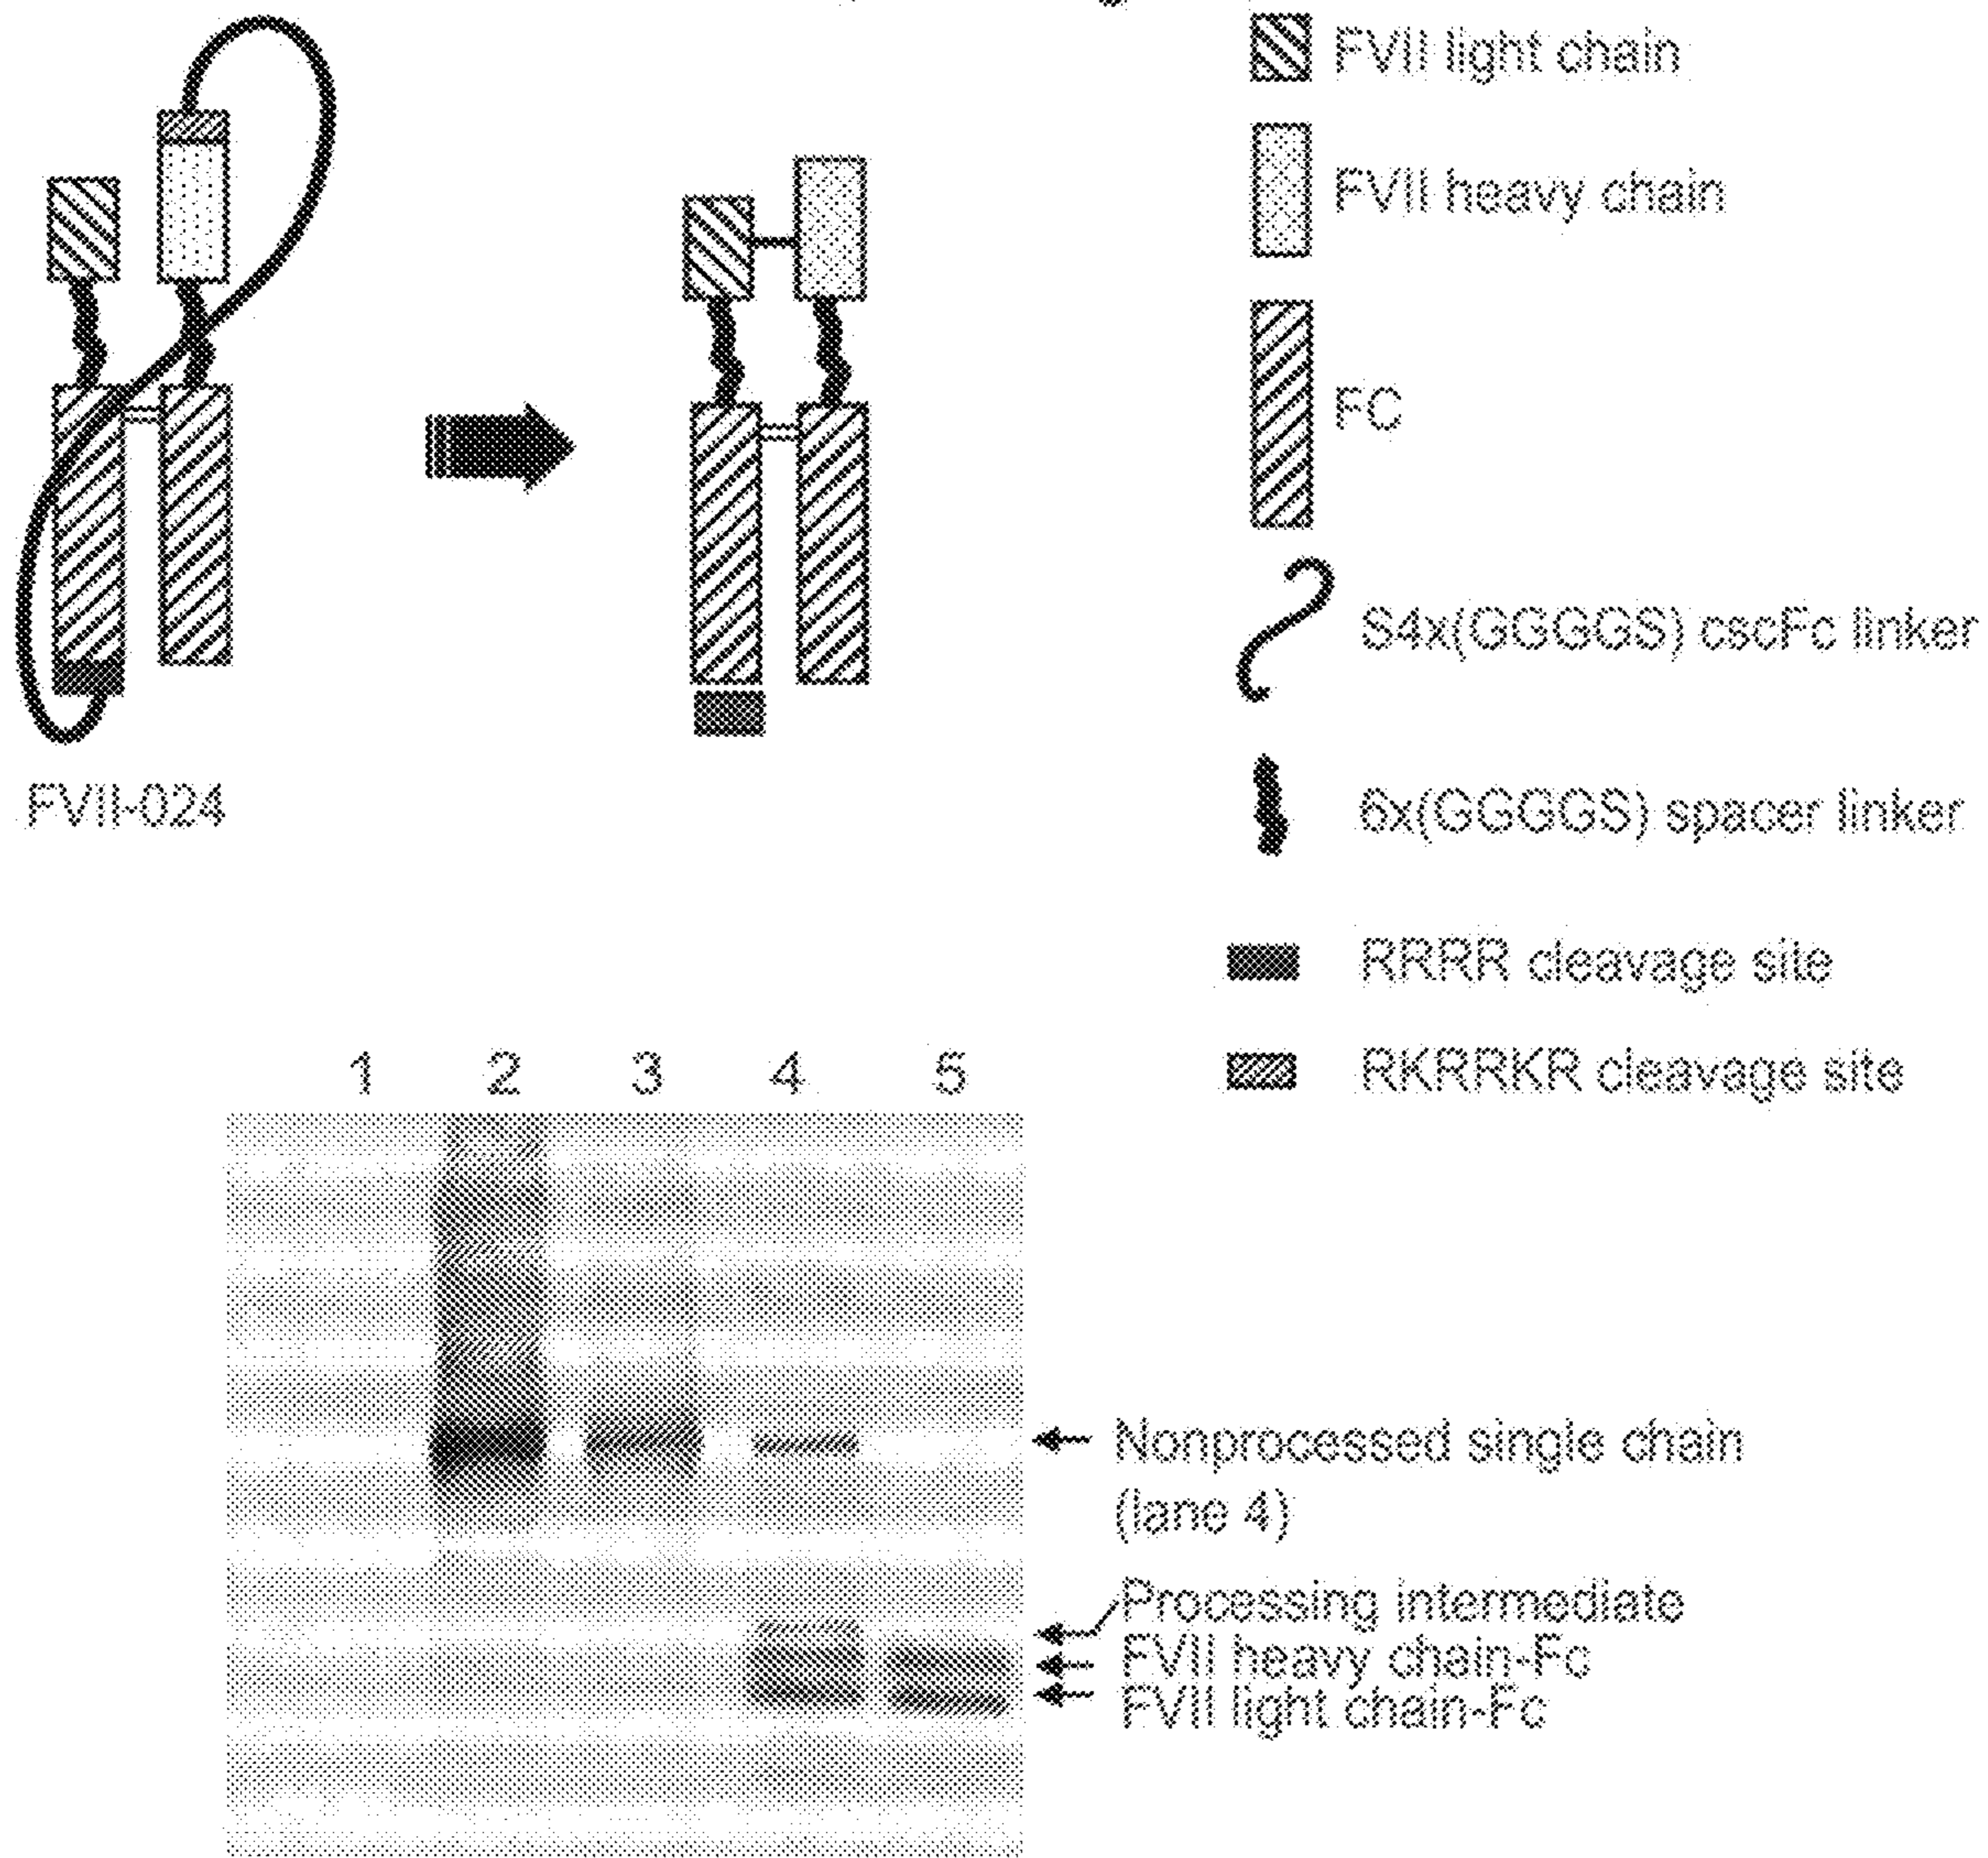 FVII light chain
FVII heavy chain
FC
S4x(GGGGS) cscFc linker
6x(GGGGS) spacer linker
FVII-024
RRRR cleavage site
RKRRKR cleavage site
1 2 3 4 5
Nonprocessed single chain
(lane 4)
Processing intermediate
FVII heavy chain-Fc
FVII light chain-Fc